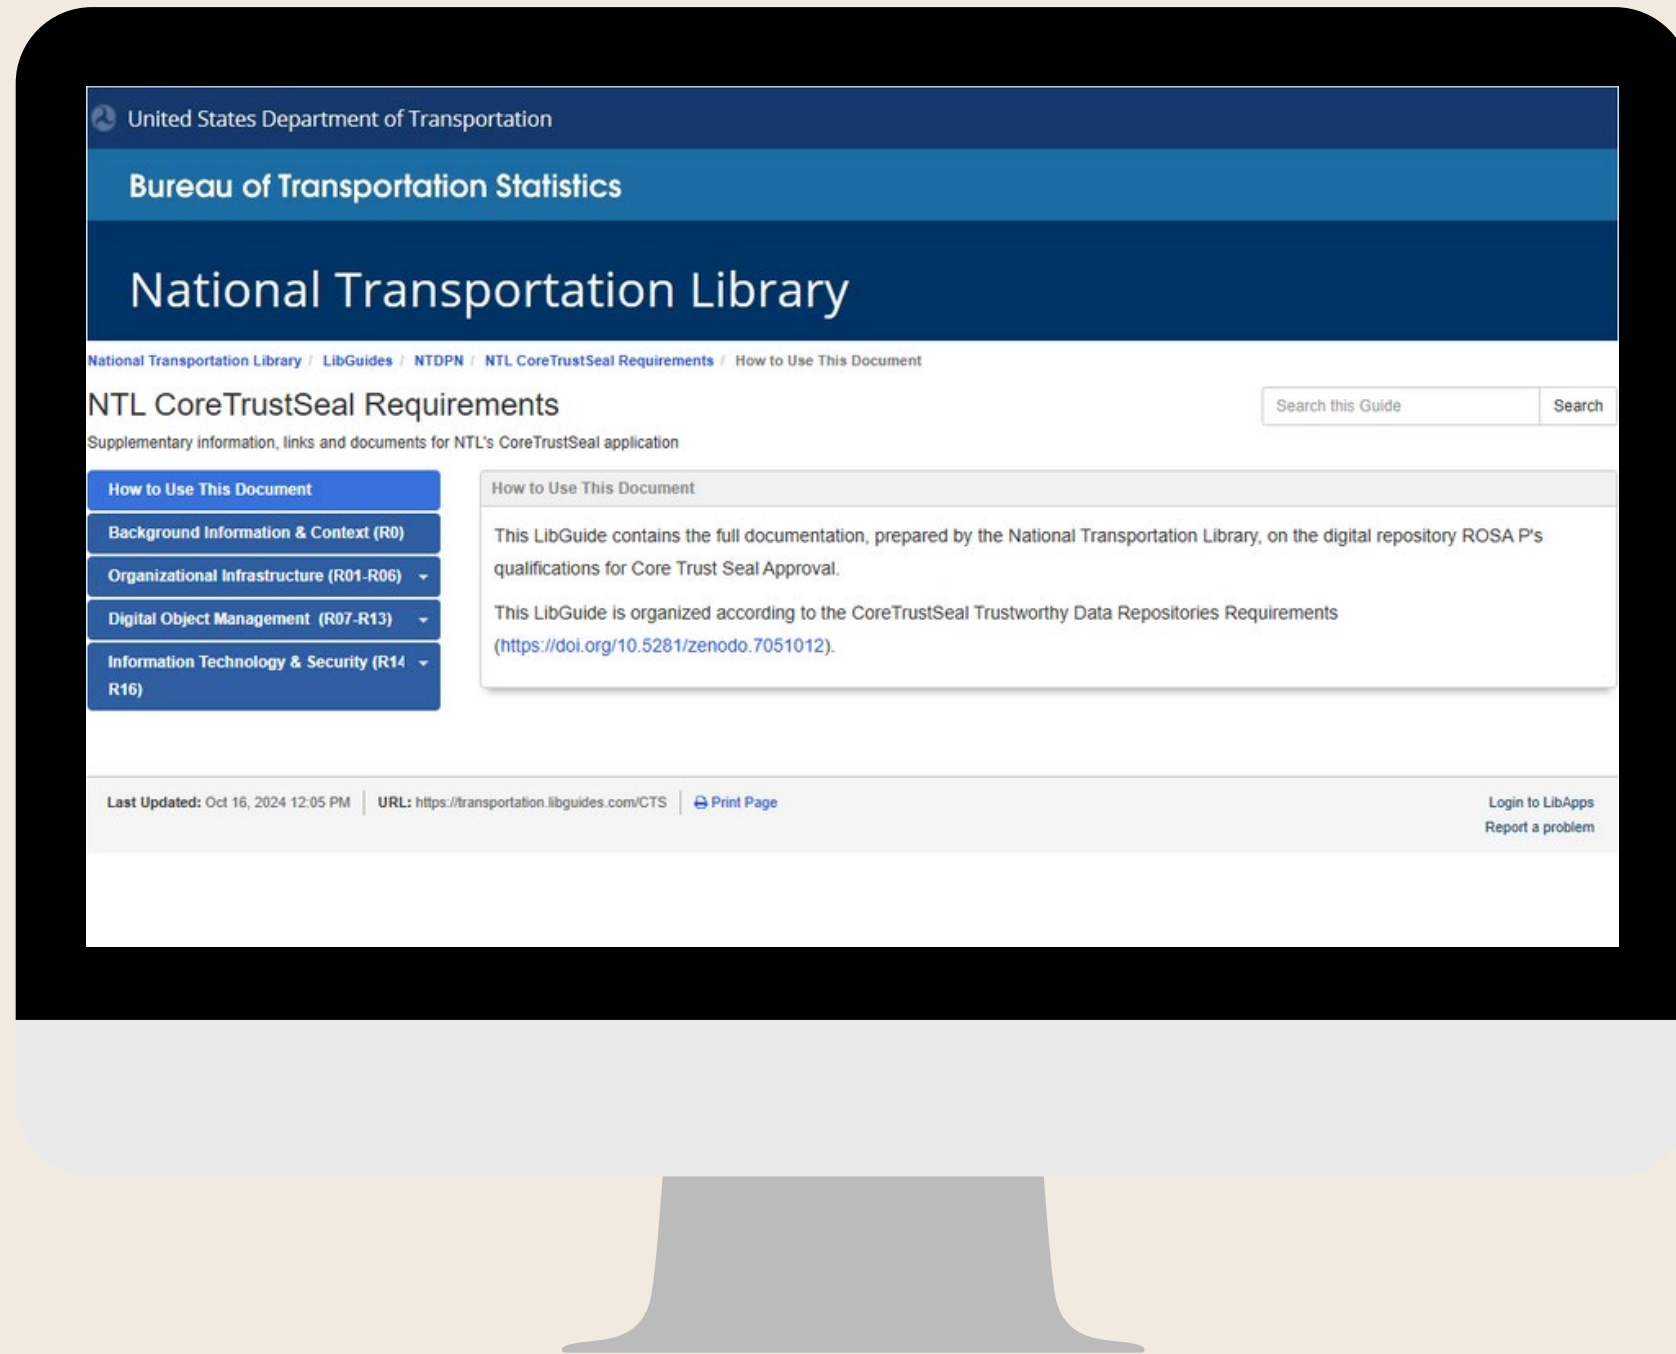 United States Department of Transportation
Bureau of Transportation Statistics
National Transportation Library
National Transportation Library / LibGuides / NTDPN / NTL CoreTrustSeal Requirements / How to Use This Document
NTL CoreTrustSeal Requirements
Search this Guide
Search
Supplementary information, links and documents for NTL's CoreTrustSeal application
How to Use This Document
Background Information & Context (R0)
Organizational Infrastructure (R01-R06)
Digital Object Management (R07-R13)
Information Technology & Security (R14
R16)
How to Use This Document
This LibGuide contains the full documentation, prepared by the National Transportation Library, on the digital repository ROSA P's
qualifications for Core Trust Seal Approval.
This LibGuide is organized according to the CoreTrustSeal Trustworthy Data Repositories Requirements
(https://doi.org/10.5281/zenodo.7051012).
Last Updated: Oct 16, 2024 12:05 PM
URL: https://transportation.libguides.com/CTS
Print Page
Login to LibApps
Report a problem